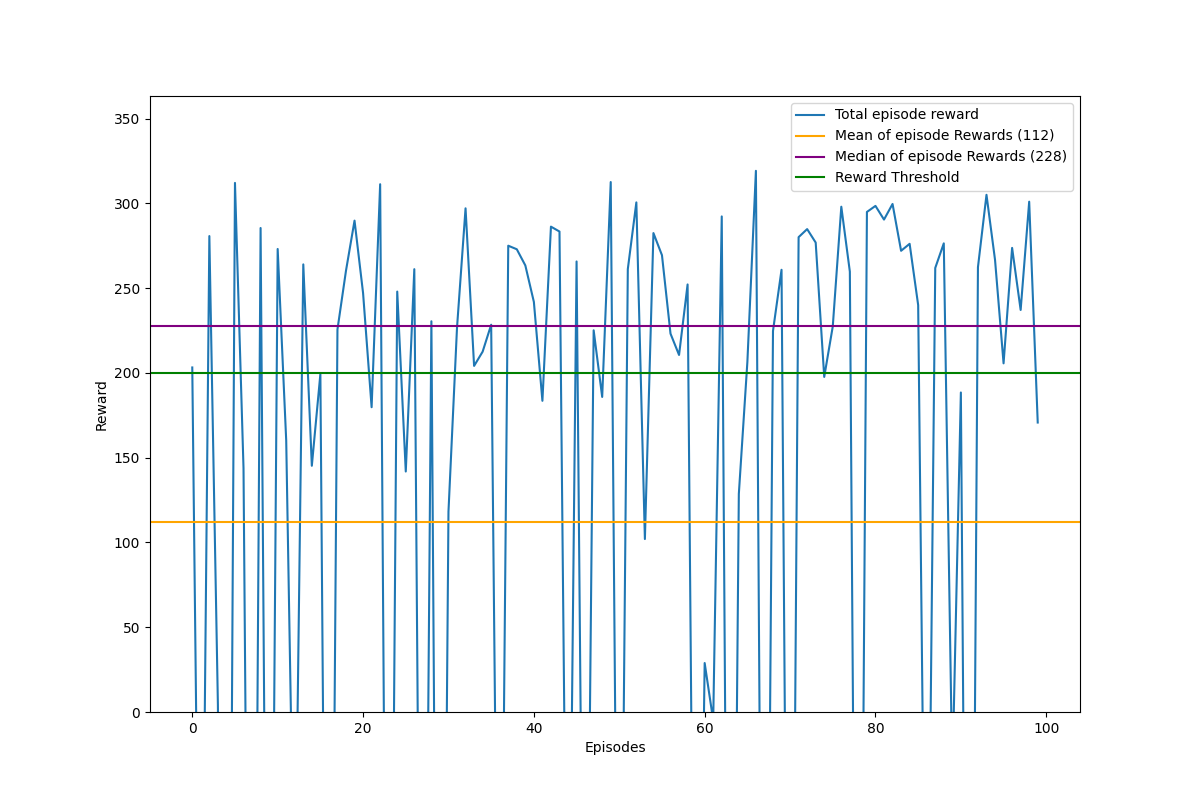 Total episode reward
Mean of episode Rewards (112)
Median of episode Rewards (228)
Reward Threshold
350
300
250
200
150
100
50
0
Reward
0 20 40 60 80 100
Episodes